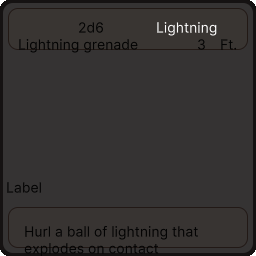 2d6 Lightning
Lightning grenade 3 Ft.
Label
Hurl a ball of lightning that
explodes on contact